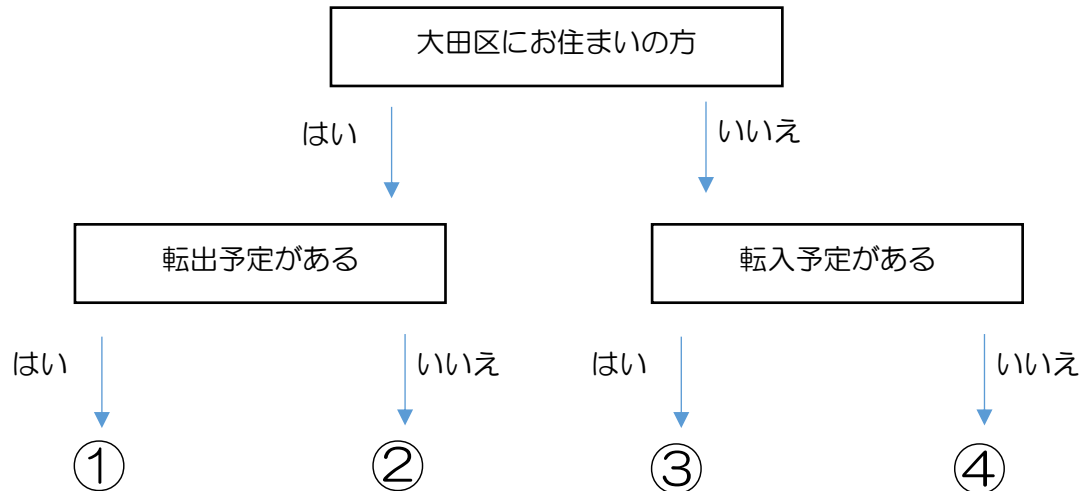 大田区にお住まいの方
はい
いいえ
転出予定がある
転入予定がある
はい
いいえ
はい
いいえ
①
②
③
④